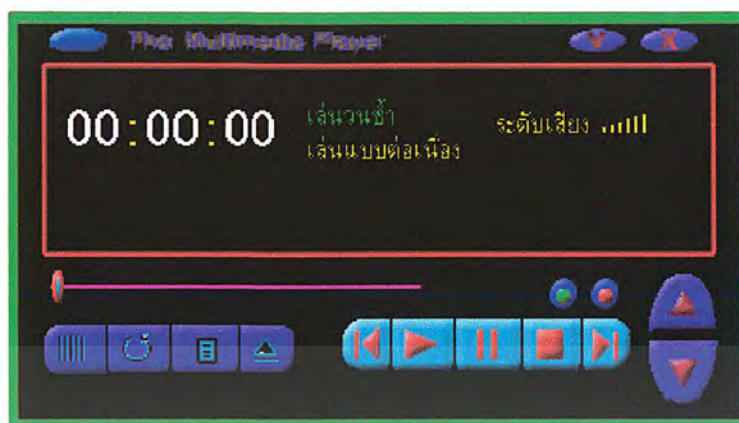 Thai Multimedia Player
V X
00:00:00
เล่นวนซ้ำ
ระดับเสียง
เล่นแบบต่อเนื่อง